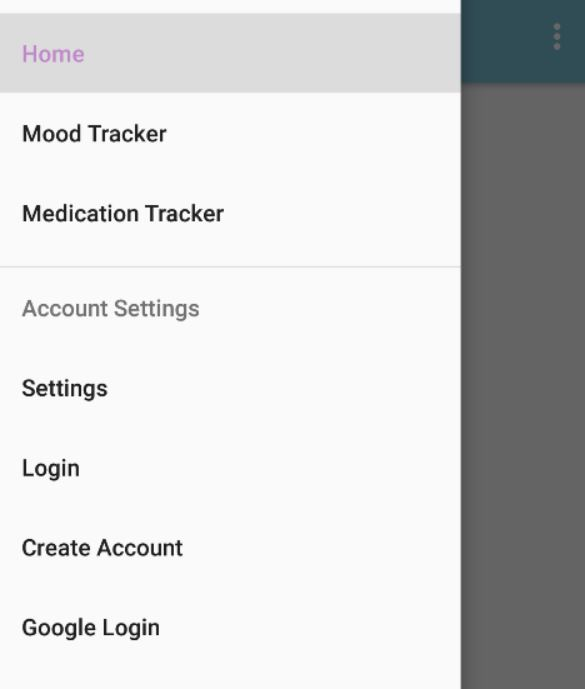 Home
Mood Tracker
Medication Tracker
Account Settings
Settings
Login
Create Account
Google Login